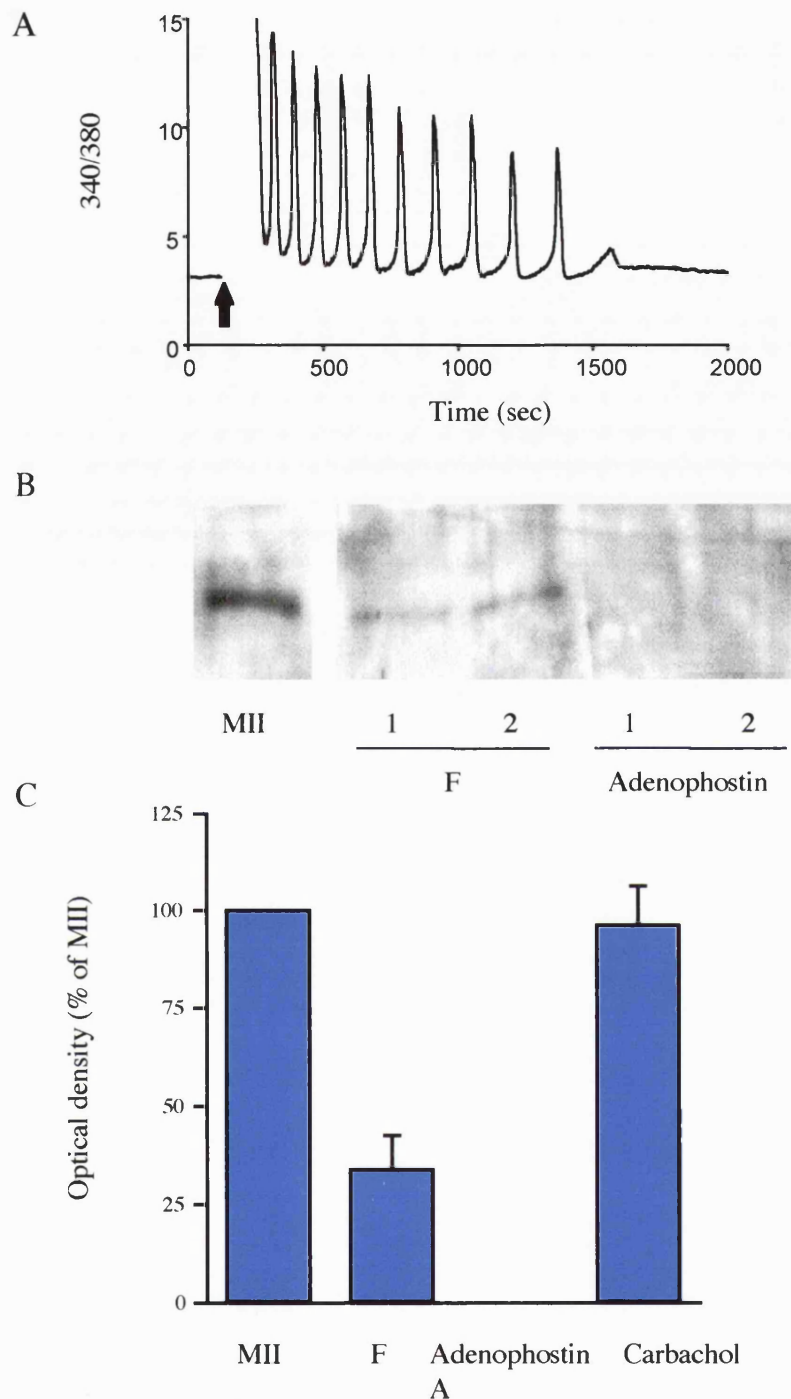 A
15
10
5
0
340/380
0 500 1000 1500 2000
Time (sec)
B
MII 1 2 1 2
F Adenophostin
C
125
100
75
50
25
0
Optical density (% of MII)
MII F Adenophostin Carbachol
A